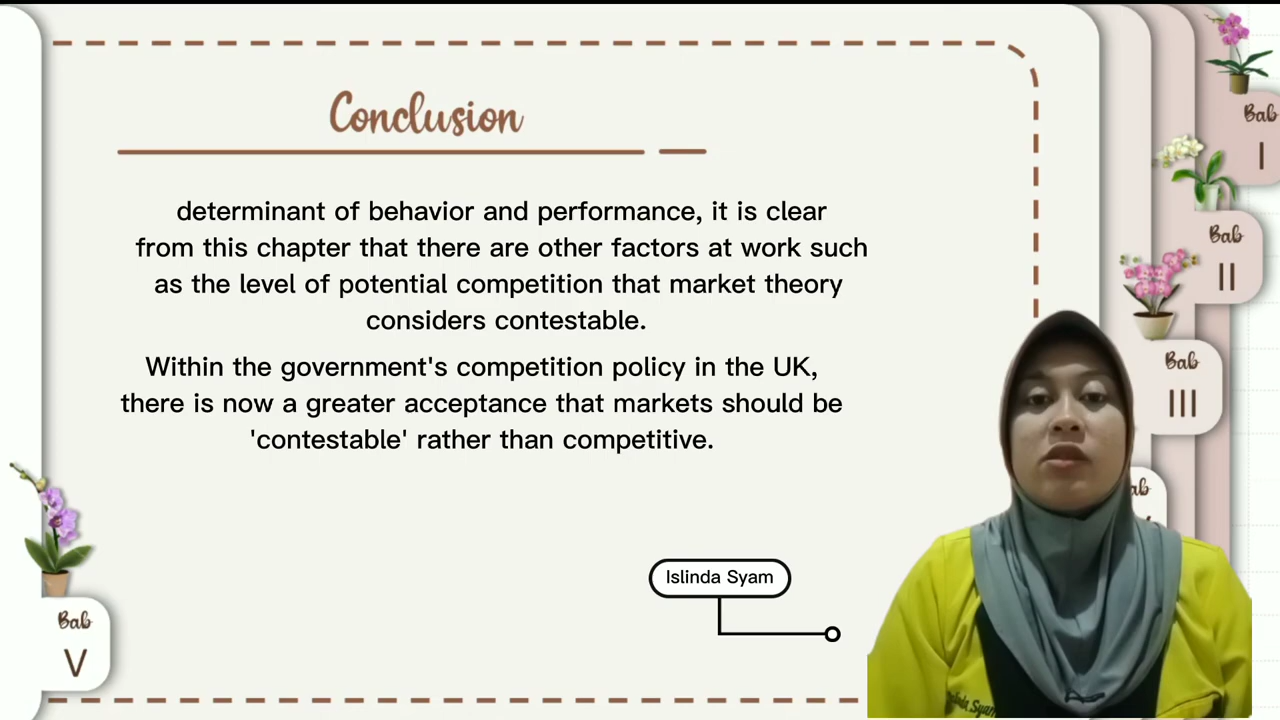 Conclusion
determinant of behavior and performance, it is clear
from this chapter that there are other factors at work such
as the level of potential competition that market theory
considers contestable.
Within the government's competition policy in the UK,
there is now a greater acceptance that markets should be
'contestable' rather than competitive.
Islinda Syam
Bab
I
Bab
II
Bab
III
Bab
V